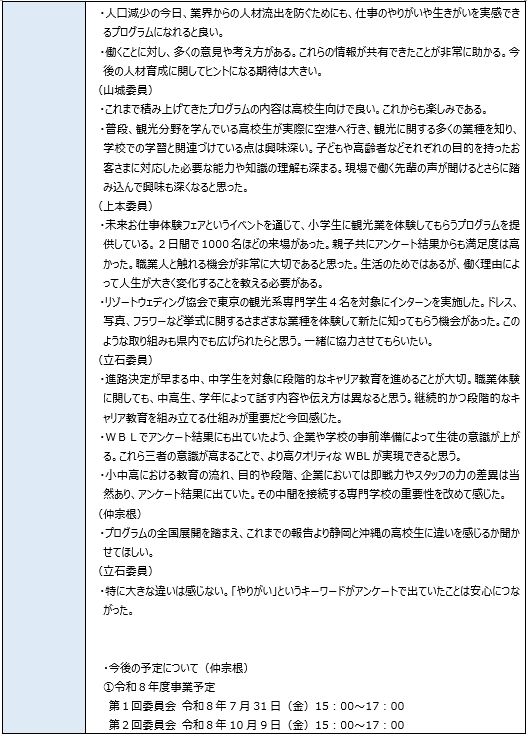 ・人口減少の今日、業界からの人材流出を防ぐためにも、仕事のやりがいや生きがいを実感でき
るプログラムになれると良い。
・働くことに対し、多くの意見や考え方がある。これらの情報が共有できたことが非常に助かる。今
後の人材育成に関してヒントになる期待は大きい。
（山城委員）
・これまで積み上げてきたプログラムの内容は高校生向けで良い。これからも楽しみである。
・普段、観光分野を学んでいる高校生が実際に空港へ行き、観光に関する多くの業種を知り、
学校での学習と関連づけている点は興味深い。子どもや高齢者などそれぞれの目的を持ったお
客さまに対応した必要な能力や知識の理解も深まる。現場で働く先輩の声が聞けるとさらに踏
み込んで興味も深くなると思った。
（上本委員）
・未来お仕事体験フェアというイベントを通じて、小学生に観光業を体験してもらうプログラムを提
供している。２日間で1000名ほどの来場があった。親子共にアンケート結果からも満足度は高
かった。職業人と触れる機会が非常に大切であると思った。生活のためではあるが、働く理由によ
って人生が大きく変化することを教える必要がある。
・リゾートウェディング協会で東京の観光系専門学生４名を対象にインターンを実施した。ドレス、
写真、フラワーなど挙式に関するさまざまな業種を体験して新たに知ってもらう機会があった。この
ような取り組みも県内でも広げられたらと思う。一緒に協力させてもらいたい。
（立石委員）
・進路決定が早まる中、中学生を対象に段階的なキャリア教育を進めることが大切。職業体験
に関しても、中高生、学年によって話す内容や伝え方は異なると思う。継続的かつ段階的なキ
ャリア教育を組み立てる仕組みが重要だと今回感じた。
・ＷＢＬでアンケート結果にも出ていたよう、企業や学校の事前準備によって生徒の意識が上が
る。これら三者の意識が高まることで、より高クオリティなWBLが実現できると思う。
・小中高における教育の流れ、目的や段階、企業においては即戦力やスタッフの力の差異は当
然あり、アンケート結果に出ていた。その中間を接続する専門学校の重要性を改めて感じた。
（仲宗根）
・プログラムの全国展開を踏まえ、これまでの報告より静岡と沖縄の高校生に違いを感じるか聞か
せてほしい。
（立石委員）
・特に大きな違いは感じない。「やりがい」というキーワードがアンケートで出ていたことは安心につな
がった。
・今後の予定について（仲宗根）
①令和８年度事業予定
第１回委員会 令和８年７月31日（金）15：00～17：00
第２回委員会 令和８年10月９日（金）15：00～17：00